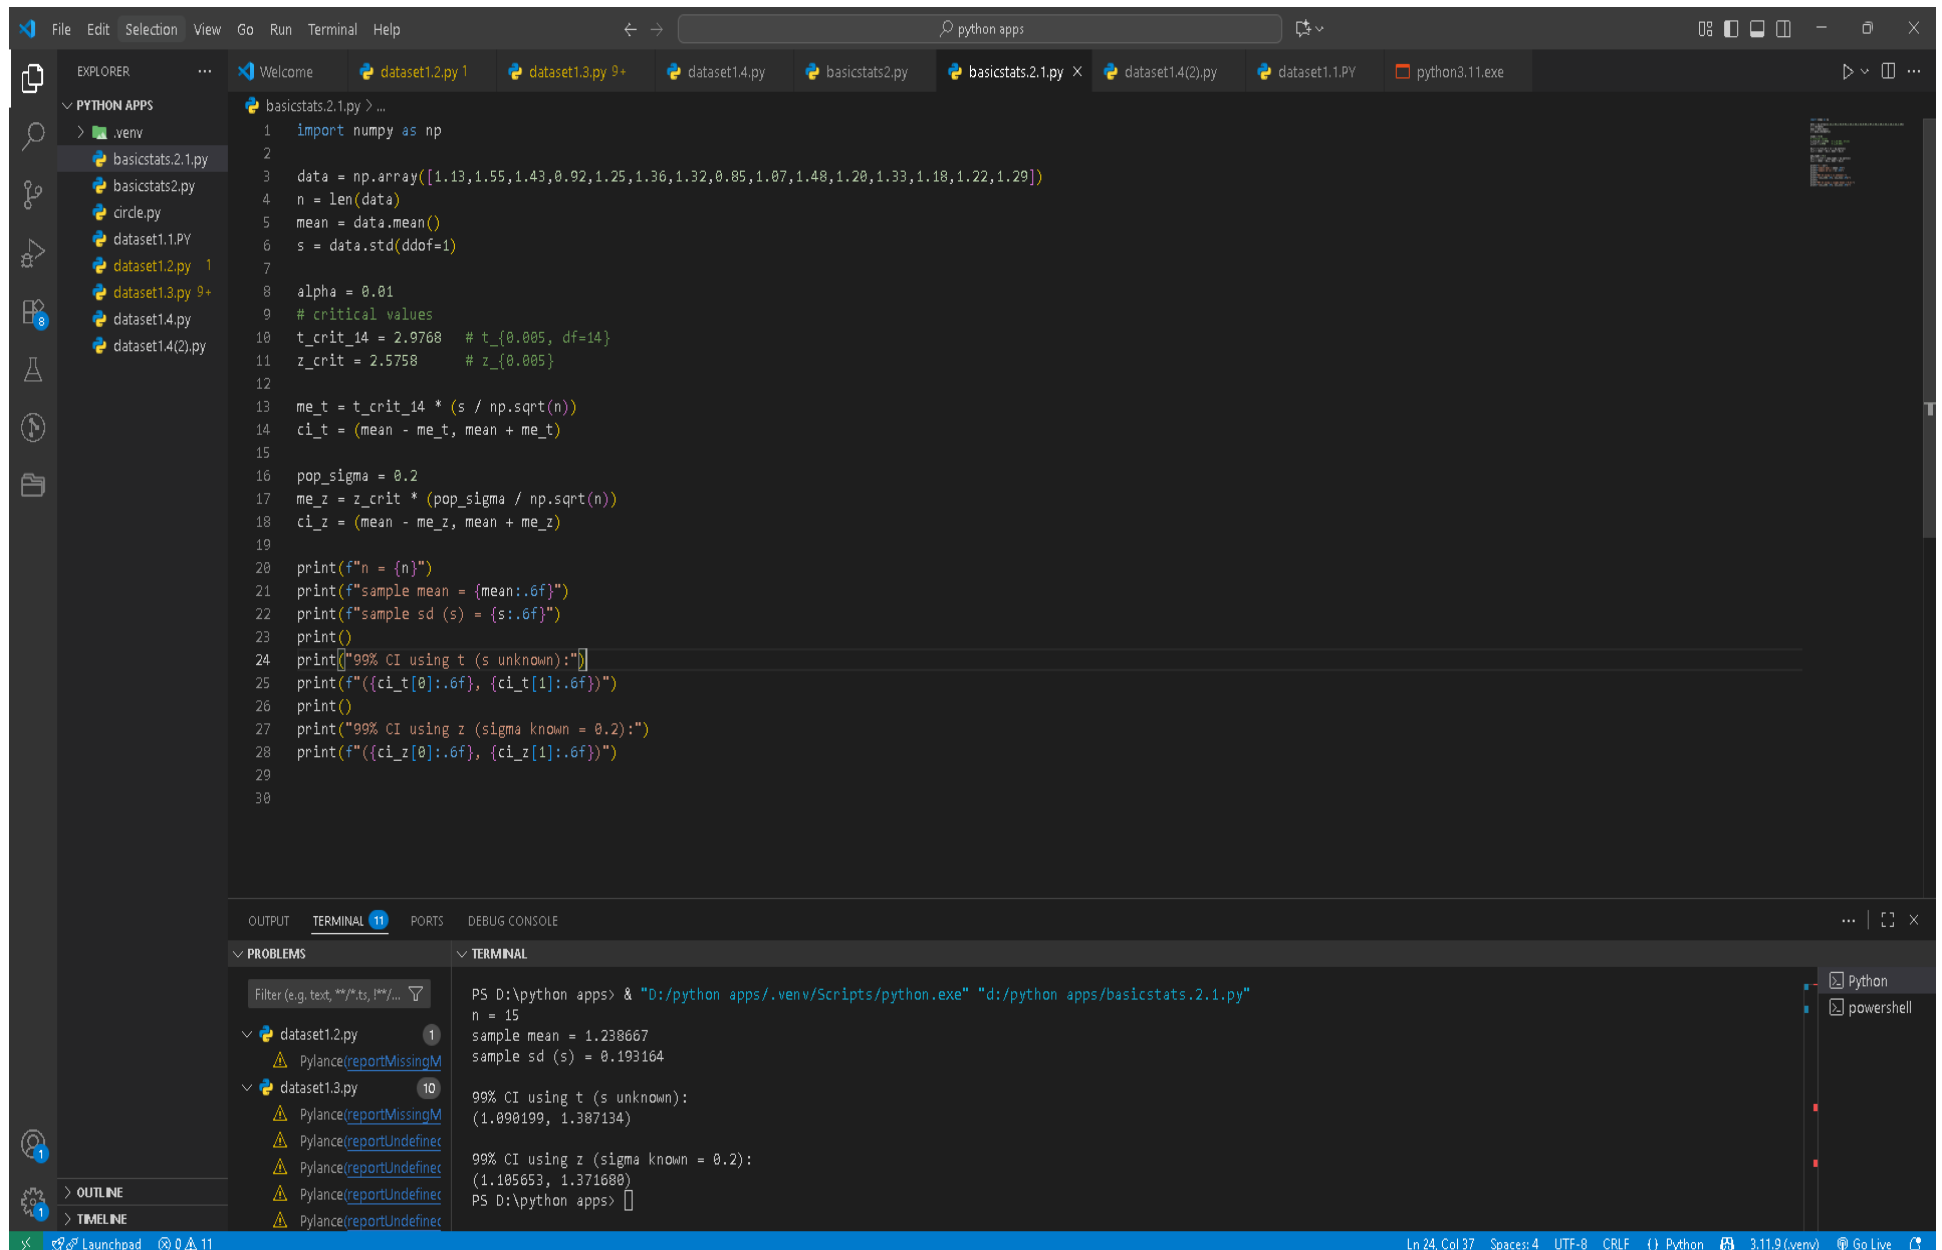 File Edit Selection View Go Run Terminal Help
python apps
EXPLORER
Welcome
dataset1.2.py 1
dataset1.3.py 9+
dataset1.4.py
basicstats2.py
basicstats.2.1.py
dataset1.4(2).py
dataset1.1.PY
python3.11.exe
PYTHON APPS
.venv
basicstats.2.1.py
basicstats2.py
circle.py
dataset1.1.PY
dataset1.2.py 1
dataset1.3.py 9+
dataset1.4.py
dataset1.4(2).py
8
basicstats.2.1.py > ...
1 import numpy as np
2
3 data = np.array([1.13,1.55,1.43,0.92,1.25,1.36,1.32,0.85,1.07,1.48,1.20,1.33,1.18,1.22,1.29])
4 n = len(data)
5 mean = data.mean()
6 s = data.std(ddof=1)
7
8 alpha = 0.01
9 # critical values
10 t_crit_14 = 2.9768 # t_{0.005, df=14}
11 z_crit = 2.5758 # z_{0.005}
12
13 me_t = t_crit_14 * (s / np.sqrt(n))
14 ci_t = (mean - me_t, mean + me_t)
15
16 pop_sigma = 0.2
17 me_z = z_crit * (pop_sigma / np.sqrt(n))
18 ci_z = (mean - me_z, mean + me_z)
19
20 print(f"n = {n}")
21 print(f"sample mean = {mean:.6f}")
22 print(f"sample sd (s) = {s:.6f}")
23 print()
24 print("99% CI using t (s unknown):")
25 print(f"({ci_t[0]:.6f}, {ci_t[1]:.6f})")
26 print()
27 print("99% CI using z (sigma known = 0.2):")
28 print(f"({ci_z[0]:.6f}, {ci_z[1]:.6f})")
29
30
OUTPUT TERMINAL 11 PORTS DEBUG CONSOLE
PROBLEMS
Filter (e.g. text, **/*.ts, !**/...
dataset1.2.py 1
Pylance(reportMissingM
dataset1.3.py 10
Pylance(reportMissingM
Pylance(reportUndefinec
Pylance(reportUndefinec
Pylance(reportUndefinec
Pylance(reportUndefinec
TERMINAL
PS D:\python apps> & "D:/python apps/.venv/Scripts/python.exe" "d:/python apps/basicstats.2.1.py"
n = 15
sample mean = 1.238667
sample sd (s) = 0.193164
99% CI using t (s unknown):
(1.090199, 1.387134)
99% CI using z (sigma known = 0.2):
(1.105653, 1.371680)
PS D:\python apps>
Python
powershell
1
1
OUTLINE
TIMELINE
Launchpad 0 11
Ln 24, Col 37 Spaces: 4 UTF-8 CRLF {} Python 3.11.9 (.venv) Go Live